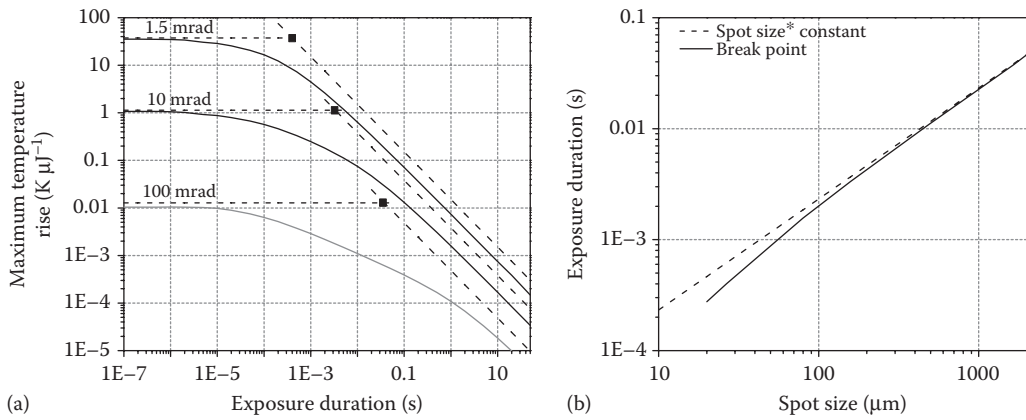 100
10
1
0.1
0.01
1E–3
1E–4
1E–5
1.5 mrad
10 mrad
100 mrad
Maximum temperature
rise (K μJ⁻¹)
1E–7
1E–5
1E–3
0.1
10
(a)
Exposure duration (s)
0.1
0.01
1E–3
1E–4
Spot size* constant
Break point
Exposure duration (s)
10
100
1000
(b)
Spot size (μm)